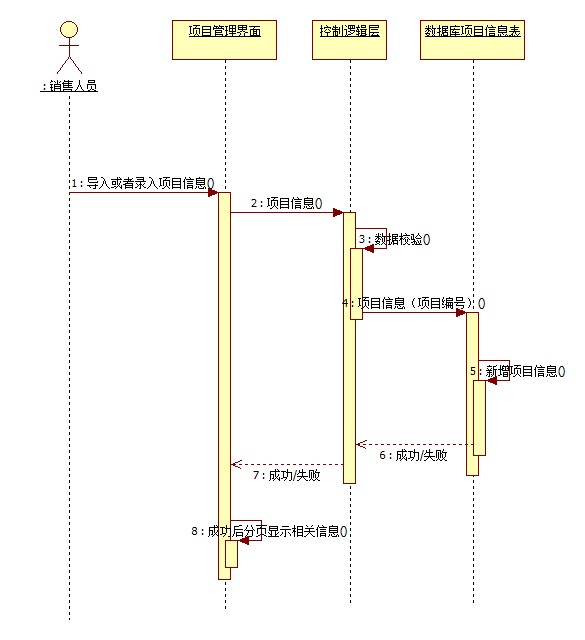 项目管理界面
控制逻辑层
数据库项目信息表
:销售人员
1:导入或者录入项目信息()
2:项目信息()
3:数据校验()
4:项目信息（项目编号）()
5:新增项目信息()
6:成功/失败
7:成功/失败
8:成功后分页显示相关信息()